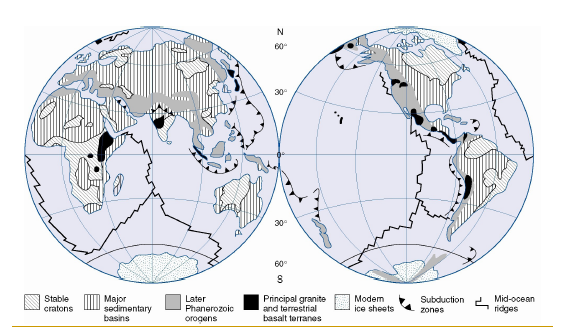 N
60°
30°
0°
30°
60°
S
Stable cratons
Major sedimentary basins
Later Phanerozoic orogens
Principal granite and terrestrial basalt terranes
Modern ice sheets
Subduction zones
Mid-ocean ridges